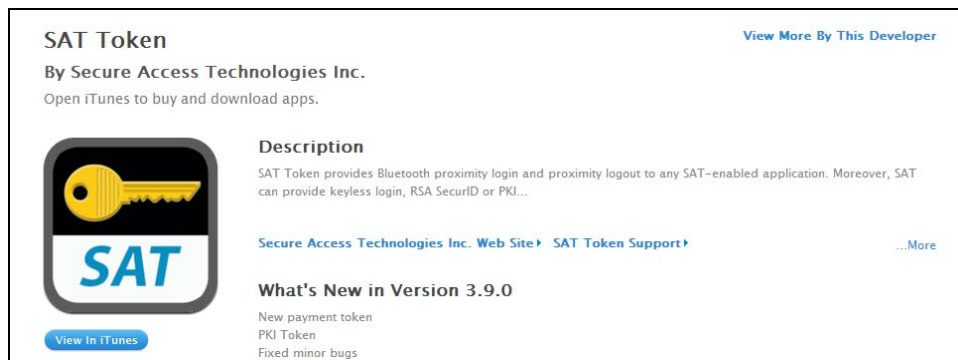 SAT Token
View More By This Developer
By Secure Access Technologies Inc.
Open iTunes to buy and download apps.
SAT
View In iTunes
Description
SAT Token provides Bluetooth proximity login and proximity logout to any SAT-enabled application. Moreover, SAT
can provide keyless login, RSA SecurID or PKI...
Secure Access Technologies Inc. Web Site SAT Token Support ...More
What's New in Version 3.9.0
New payment token
PKI Token
Fixed minor bugs